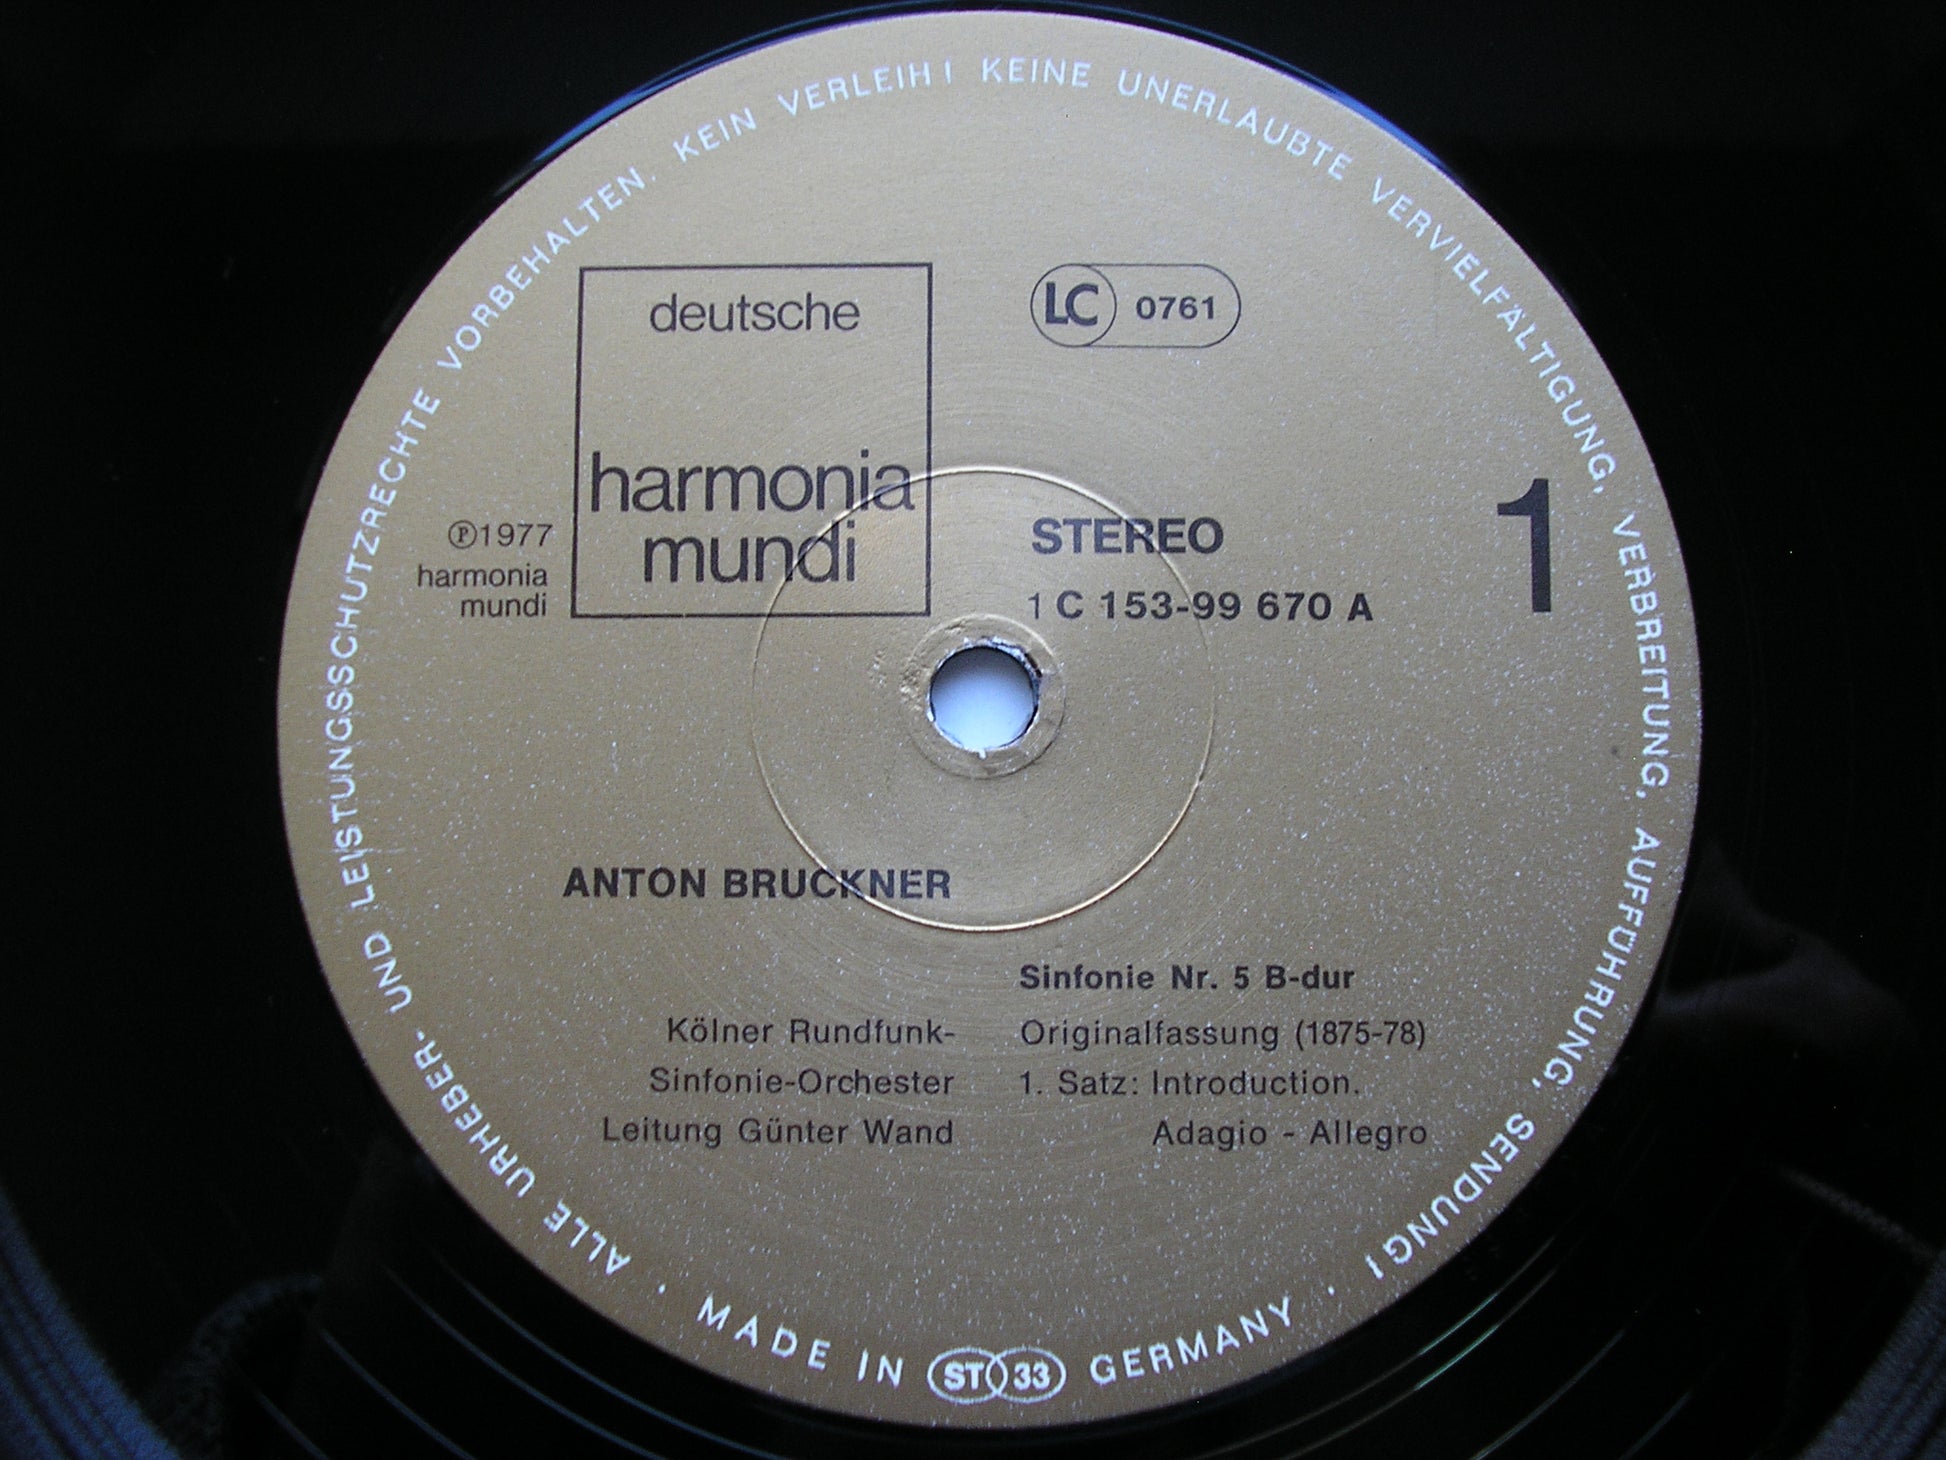 ALLE URHEBER- UND LEISTUNGSSCHUTZRECHTE VORBEHALTEN. KEIN VERLEIH! KEINE UNERLAUBTE VERVIELFÄLTIGUNG, VERBREITUNG, AUFFÜHRUNG, SENDUNG!
deutsche
harmonia
mundi
LC 0761
℗1977
harmonia
mundi
STEREO
1 C 153-99 670 A
1
ANTON BRUCKNER
Sinfonie Nr. 5 B-dur
Kölner Rundfunk-
Sinfonie-Orchester
Leitung Günter Wand
Originalfassung (1875-78)
1. Satz: Introduction.
Adagio - Allegro
· MADE IN ST 33 GERMANY ·